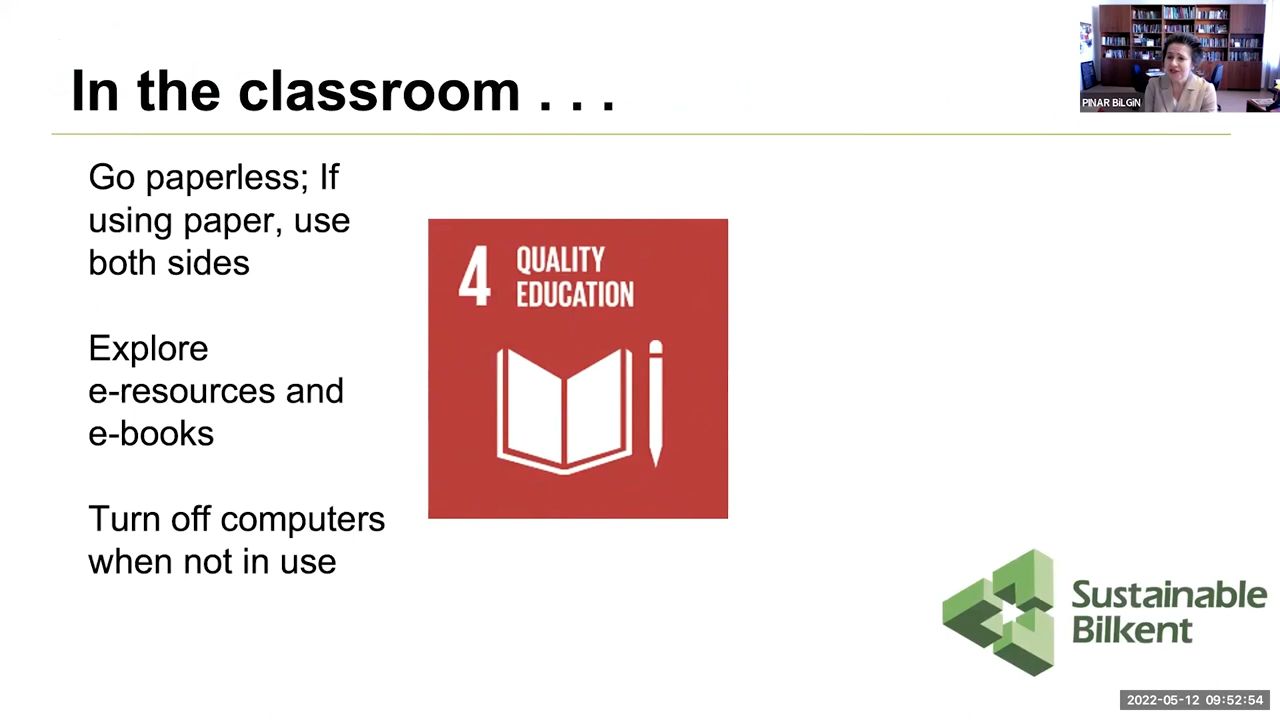 In the classroom . . .
PINAR BiLGiN
Go paperless; If
using paper, use
both sides
Explore
e-resources and
e-books
Turn off computers
when not in use
4 QUALITY
EDUCATION
Sustainable
Bilkent
2022-05-12 09:52:54